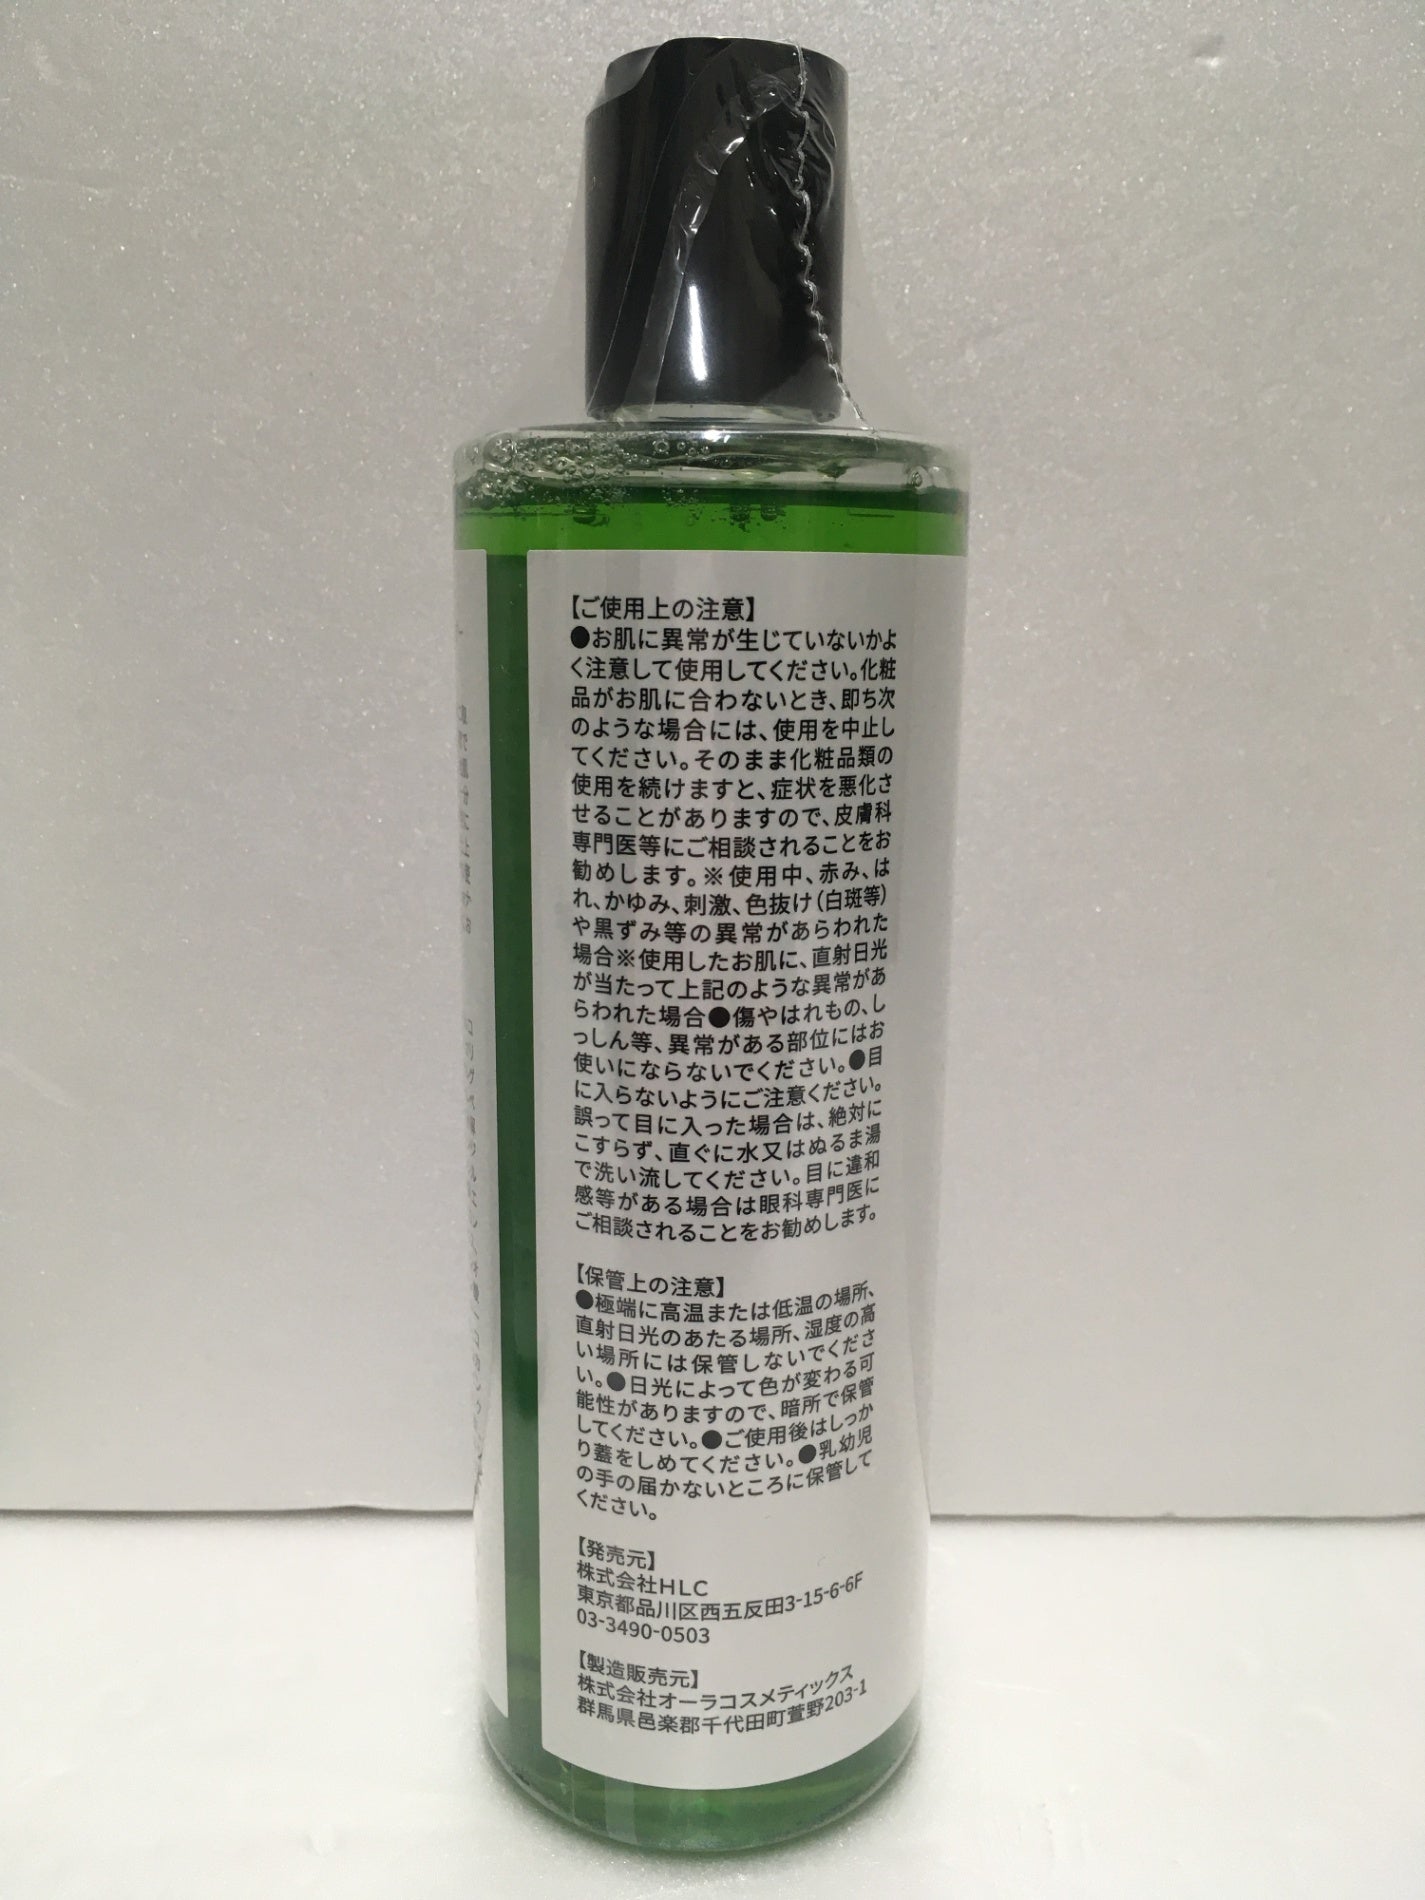 【ご使用上の注意】
●お肌に異常が生じていないかよ
く注意して使用してください。化粧
品がお肌に合わないとき、即ち次
のような場合には、使用を中止し
てください。そのまま化粧品類の
使用を続けますと、症状を悪化さ
せることがありますので、皮膚科
専門医等にご相談されることをお
勧めします。※使用中、赤み、は
れ、かゆみ、刺激、色抜け(白斑等)
や黒ずみ等の異常があらわれた
場合※使用したお肌に、直射日光
が当たって上記のような異常があ
らわれた場合●傷やはれもの、し
っしん等、異常がある部位にはお
使いにならないでください。●目
に入らないようにご注意ください。
誤って目に入った場合は、絶対に
こすらず、直ぐに水又はぬるま湯
で洗い流してください。目に違和
感等がある場合は眼科専門医に
ご相談されることをお勧めします。
【保管上の注意】
●極端に高温または低温の場所、
直射日光のあたる場所、湿度の高
い場所には保管しないでくださ
い。●日光によって色が変わる可
能性がありますので、暗所で保管
してください。●ご使用後はしっか
り蓋をしめてください。●乳幼児
の手の届かないところに保管して
ください。
【発売元】
株式会社HLC
東京都品川区西五反田3-15-6-6F
03-3490-0503
【製造販売元】
株式会社オーラコスメティックス
群馬県邑楽郡千代田町萱野203-1